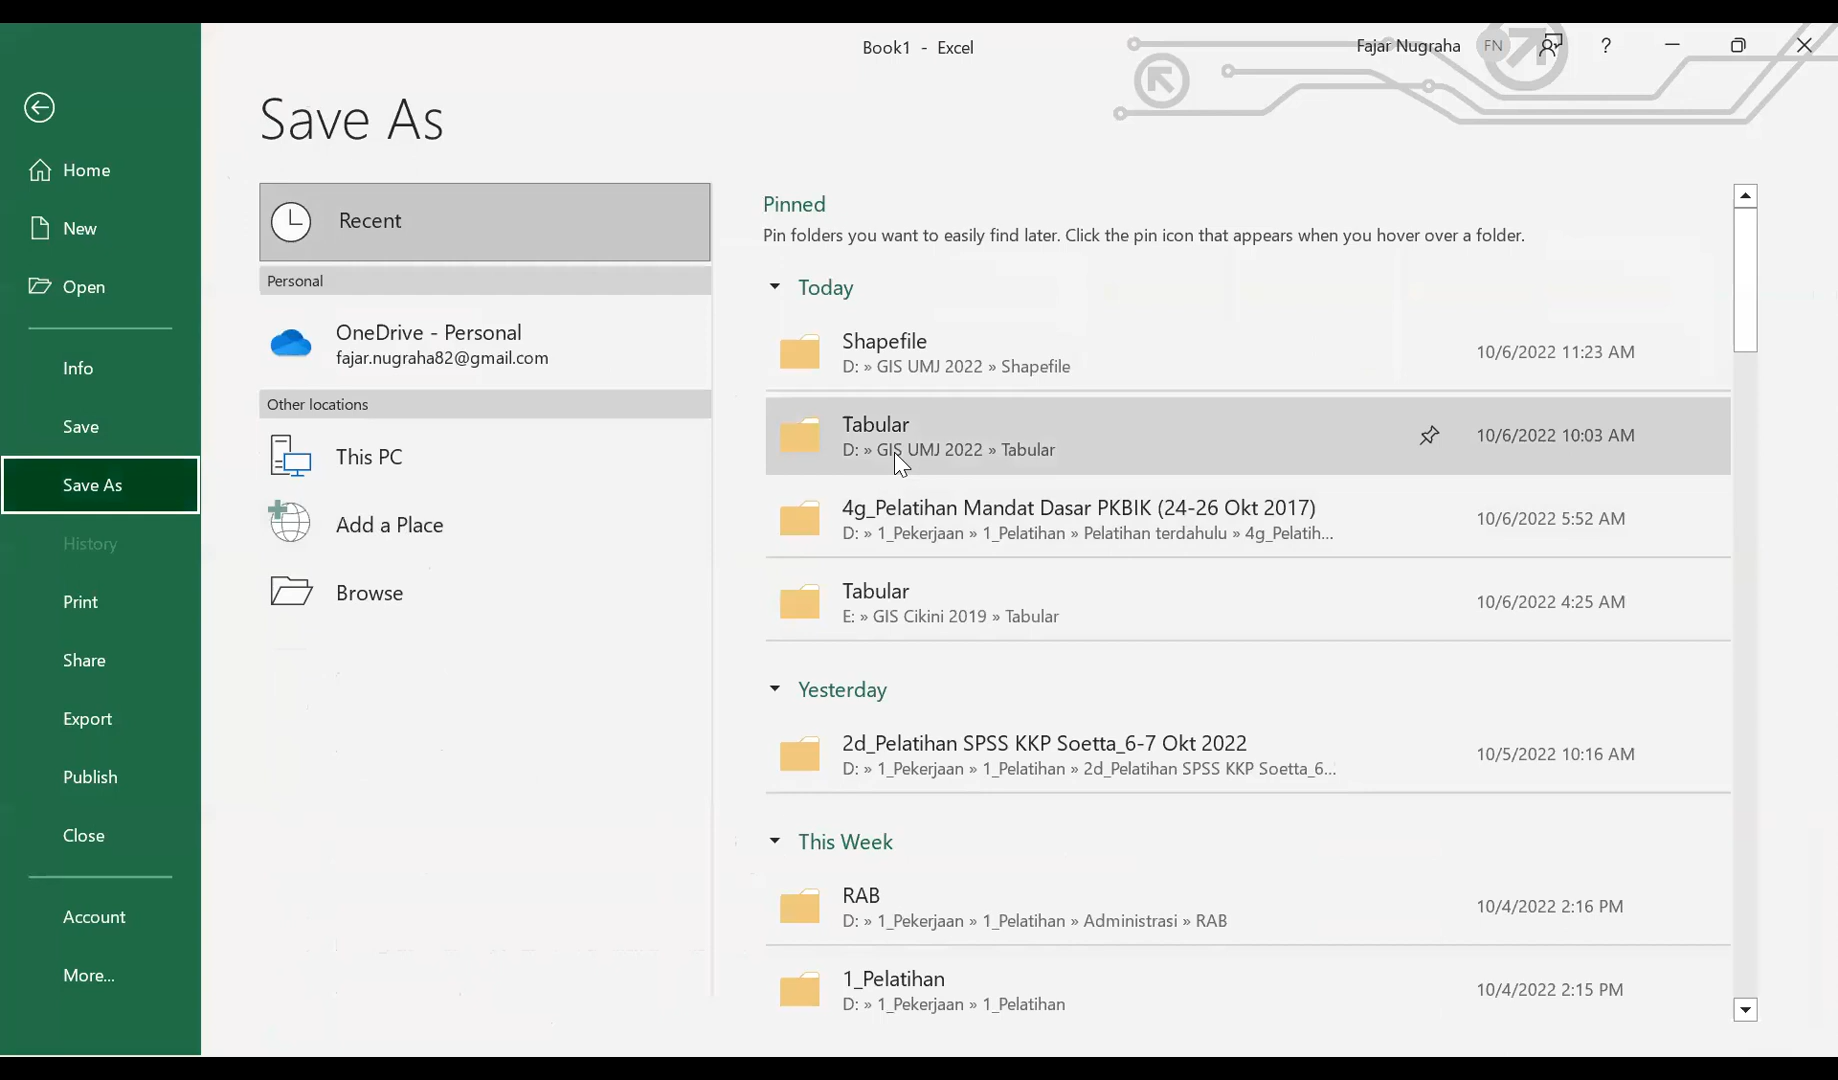 Book1 - Excel
Fajar Nugraha FN ?
Save As
Home
New
Open
Info
Save
Save As
History
Print
Share
Export
Publish
Close
Account
More...
Recent
Personal
OneDrive - Personal
fajar.nugraha82@gmail.com
Other locations
This PC
Add a Place
Browse
Pinned
Pin folders you want to easily find later. Click the pin icon that appears when you hover over a folder.
Today
Shapefile
D: » GIS UMJ 2022 » Shapefile
10/6/2022 11:23 AM
Tabular
D: » GIS UMJ 2022 » Tabular
10/6/2022 10:03 AM
4g_Pelatihan Mandat Dasar PKBIK (24-26 Okt 2017)
D: » 1_Pekerjaan » 1_Pelatihan » Pelatihan terdahulu » 4g_Pelatih...
10/6/2022 5:52 AM
Tabular
E: » GIS Cikini 2019 » Tabular
10/6/2022 4:25 AM
Yesterday
2d_Pelatihan SPSS KKP Soetta_6-7 Okt 2022
D: » 1_Pekerjaan » 1_Pelatihan » 2d_Pelatihan SPSS KKP Soetta_6...
10/5/2022 10:16 AM
This Week
RAB
D: » 1_Pekerjaan » 1_Pelatihan » Administrasi » RAB
10/4/2022 2:16 PM
1_Pelatihan
D: » 1_Pekerjaan » 1_Pelatihan
10/4/2022 2:15 PM